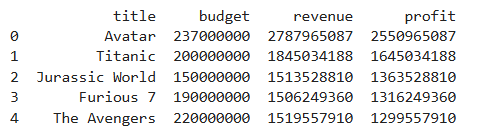 title budget revenue profit
0 Avatar 237000000 2787965087 2550965087
1 Titanic 200000000 1845034188 1645034188
2 Jurassic World 150000000 1513528810 1363528810
3 Furious 7 190000000 1506249360 1316249360
4 The Avengers 220000000 1519557910 1299557910